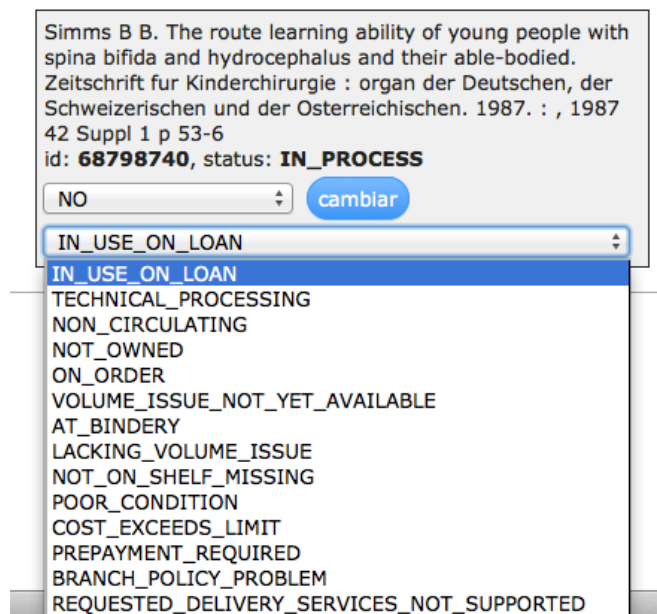 Simms B B. The route learning ability of young people with
spina bifida and hydrocephalus and their able-bodied.
Zeitschrift fur Kinderchirurgie : organ der Deutschen, der
Schweizerischen und der Osterreichischen. 1987. : , 1987
42 Suppl 1 p 53-6
id: 68798740, status: IN_PROCESS
NO cambiar
IN_USE_ON_LOAN
IN_USE_ON_LOAN
TECHNICAL_PROCESSING
NON_CIRCULATING
NOT_OWNED
ON_ORDER
VOLUME_ISSUE_NOT_YET_AVAILABLE
AT_BINDERY
LACKING_VOLUME_ISSUE
NOT_ON_SHELF_MISSING
POOR_CONDITION
COST_EXCEEDS_LIMIT
PREPAYMENT_REQUIRED
BRANCH_POLICY_PROBLEM
REQUESTED_DELIVERY_SERVICES_NOT_SUPPORTED